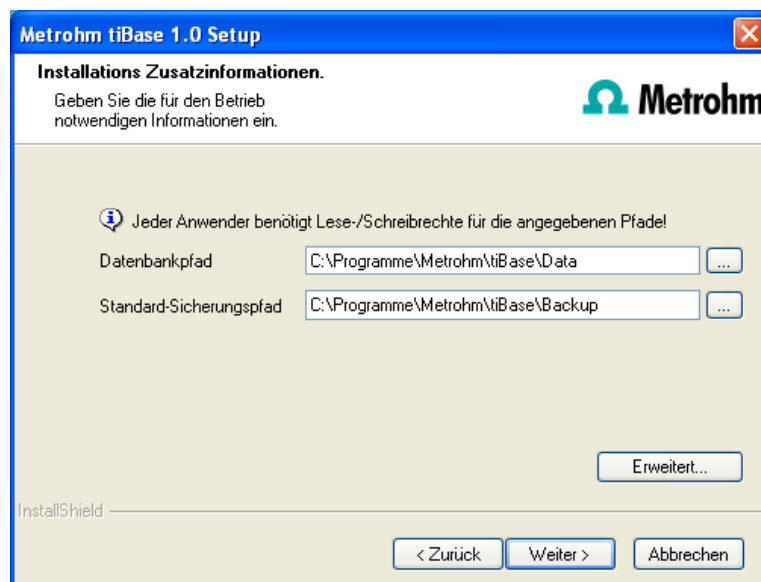 Metrohm tiBase 1.0 Setup
Installations Zusatzinformationen.
Geben Sie die für den Betrieb
notwendigen Informationen ein.
Metrohm
Jeder Anwender benötigt Lese-/Schreibrechte für die angegebenen Pfade!
Datenbankpfad C:\Programme\Metrohm\tiBase\Data ...
Standard-Sicherungspfad C:\Programme\Metrohm\tiBase\Backup ...
Erweitert...
InstallShield
< Zurück Weiter > Abbrechen